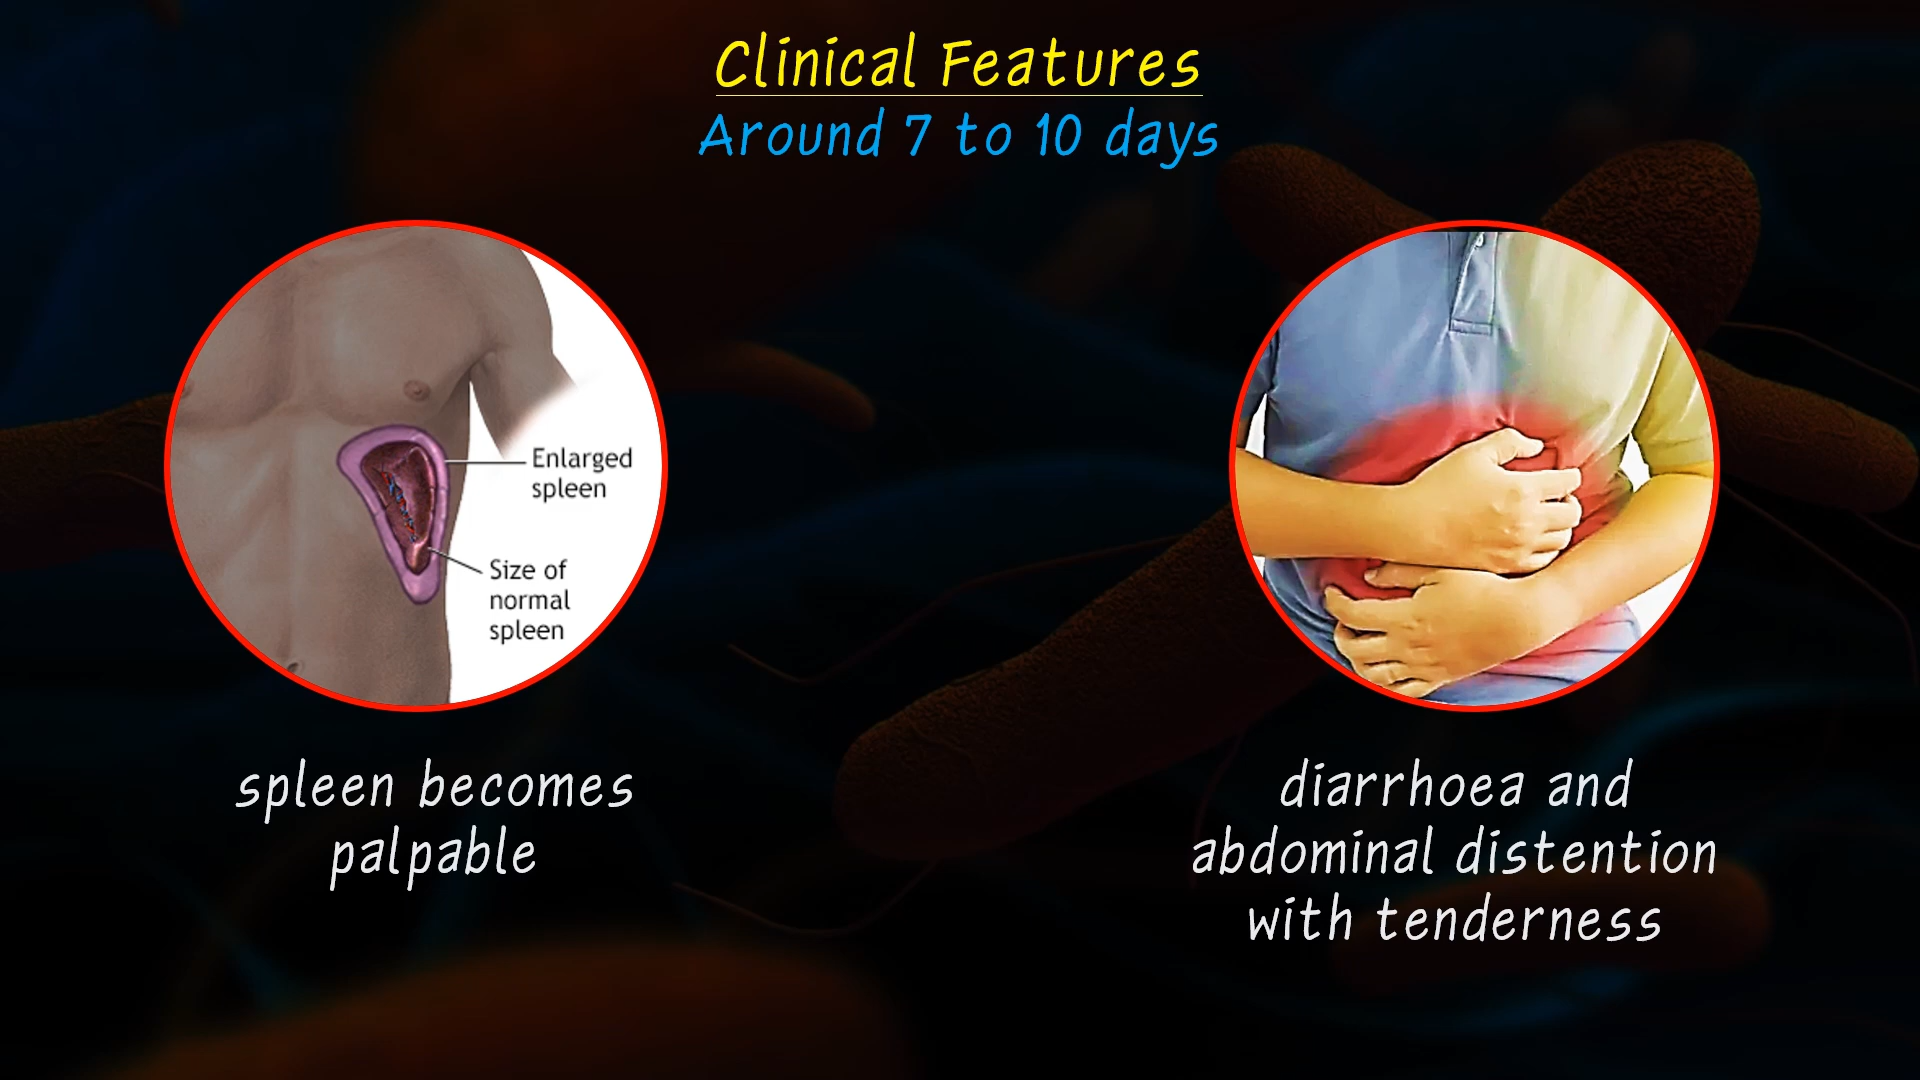 Clinical Features
Around 7 to 10 days
Enlarged
spleen
Size of
normal
spleen
spleen becomes
palpable
diarrhoea and
abdominal distention
with tenderness